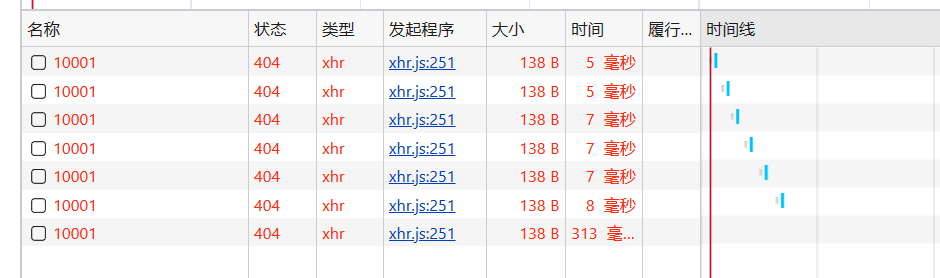 名称 状态 类型 发起程序 大小 时间 履行... 时间线
10001 404 xhr xhr.js:251 138 B 5 毫秒
10001 404 xhr xhr.js:251 138 B 5 毫秒
10001 404 xhr xhr.js:251 138 B 7 毫秒
10001 404 xhr xhr.js:251 138 B 7 毫秒
10001 404 xhr xhr.js:251 138 B 7 毫秒
10001 404 xhr xhr.js:251 138 B 8 毫秒
10001 404 xhr xhr.js:251 138 B 313 毫...